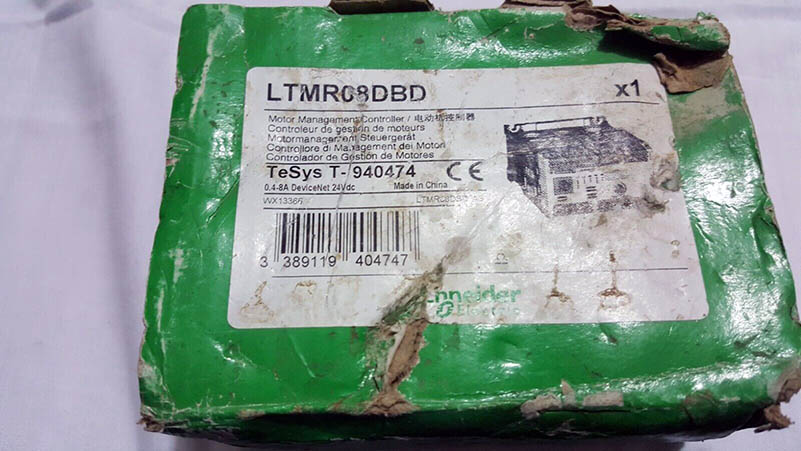 LTMR08DBD x1
Motor Management Controller / 电动机控制器
Controleur de gestion de moteurs
Motormanagement Steuergerät
Controllore di Management dei Motori
Controlador de Gestión de Motores
TeSys T- 940474 CE
0.4-8A DeviceNet 24Vdc Made in China
3 389119 404747
Electric